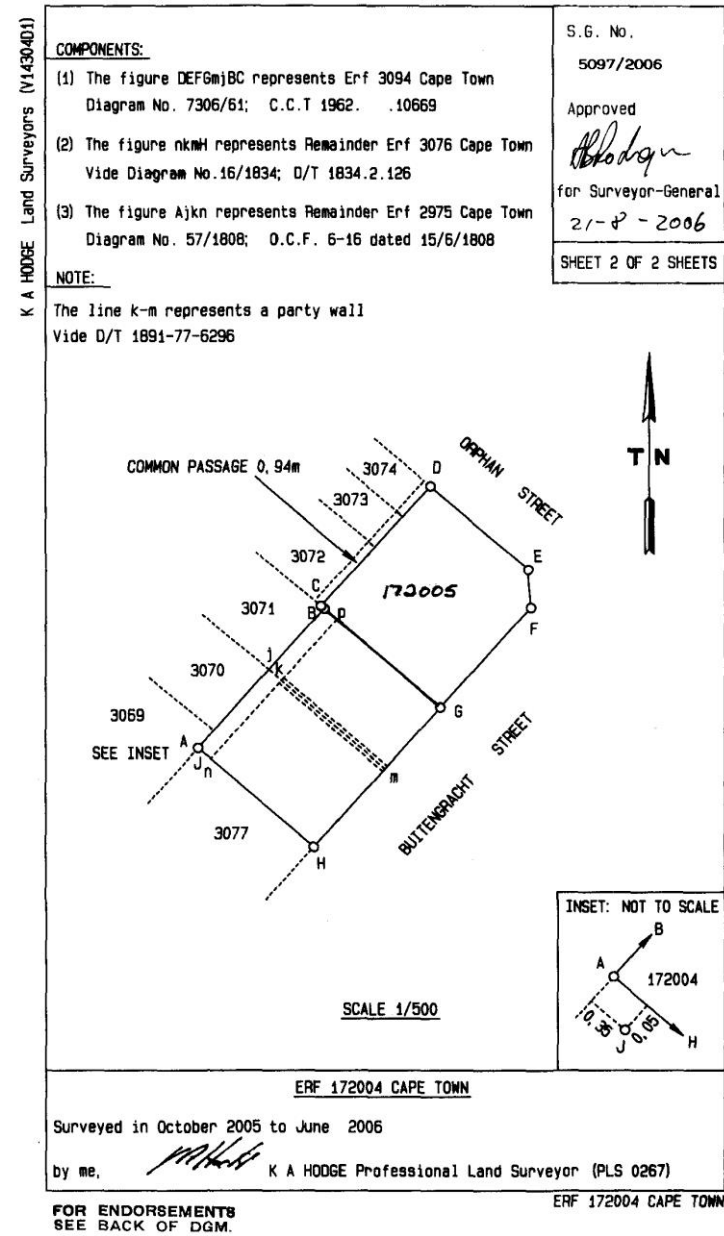 K A HODGE Land Surveyors (V14304D1)
COMPONENTS:
(1) The figure DEFGmjBC represents Erf 3094 Cape Town
Diagram No. 7306/61; C.C.T 1962. .10669
(2) The figure nkmH represents Remainder Erf 3076 Cape Town
Vide Diagram No.16/1834; D/T 1834.2.126
(3) The figure Ajkn represents Remainder Erf 2975 Cape Town
Diagram No. 57/1808; O.C.F. 6-16 dated 15/6/1808
NOTE:
The line k-m represents a party wall
Vide D/T 1891-77-6296
S.G. No.
5097/2006
Approved
for Surveyor-General
21-8-2006
SHEET 2 OF 2 SHEETS
T N
COMMON PASSAGE 0,94m
3074
D
ORPHAN STREET
3073
3072
E
C
172005
3071
B
p
F
j
k
3070
G
3069
A
SEE INSET
J
n
m
BUITENGRACHT STREET
3077
H
INSET: NOT TO SCALE
B
A
172004
0,35
J
0,05
H
SCALE 1/500
ERF 172004 CAPE TOWN
Surveyed in October 2005 to June 2006
by me, K A HODGE Professional Land Surveyor (PLS 0267)
ERF 172004 CAPE TOWN
FOR ENDORSEMENTS
SEE BACK OF DGM.